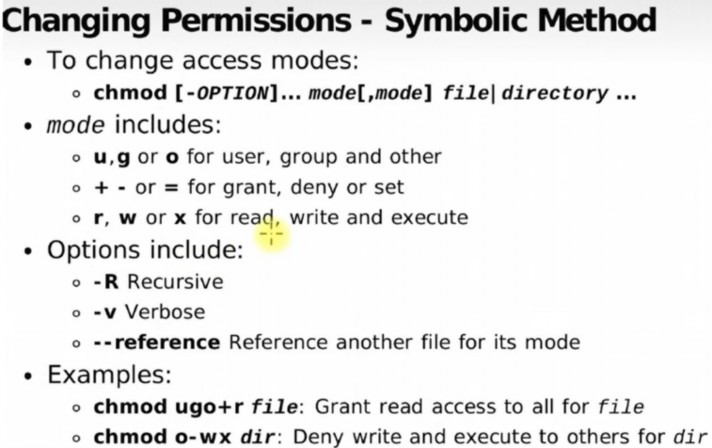 Changing Permissions - Symbolic Method
• To change access modes:
◦ chmod [-OPTION]... mode[,mode] file|directory ...
• mode includes:
◦ u,g or o for user, group and other
◦ + - or = for grant, deny or set
◦ r, w or x for read, write and execute
• Options include:
◦ -R Recursive
◦ -v Verbose
◦ --reference Reference another file for its mode
• Examples:
◦ chmod ugo+r file: Grant read access to all for file
◦ chmod o-wx dir: Deny write and execute to others for dir